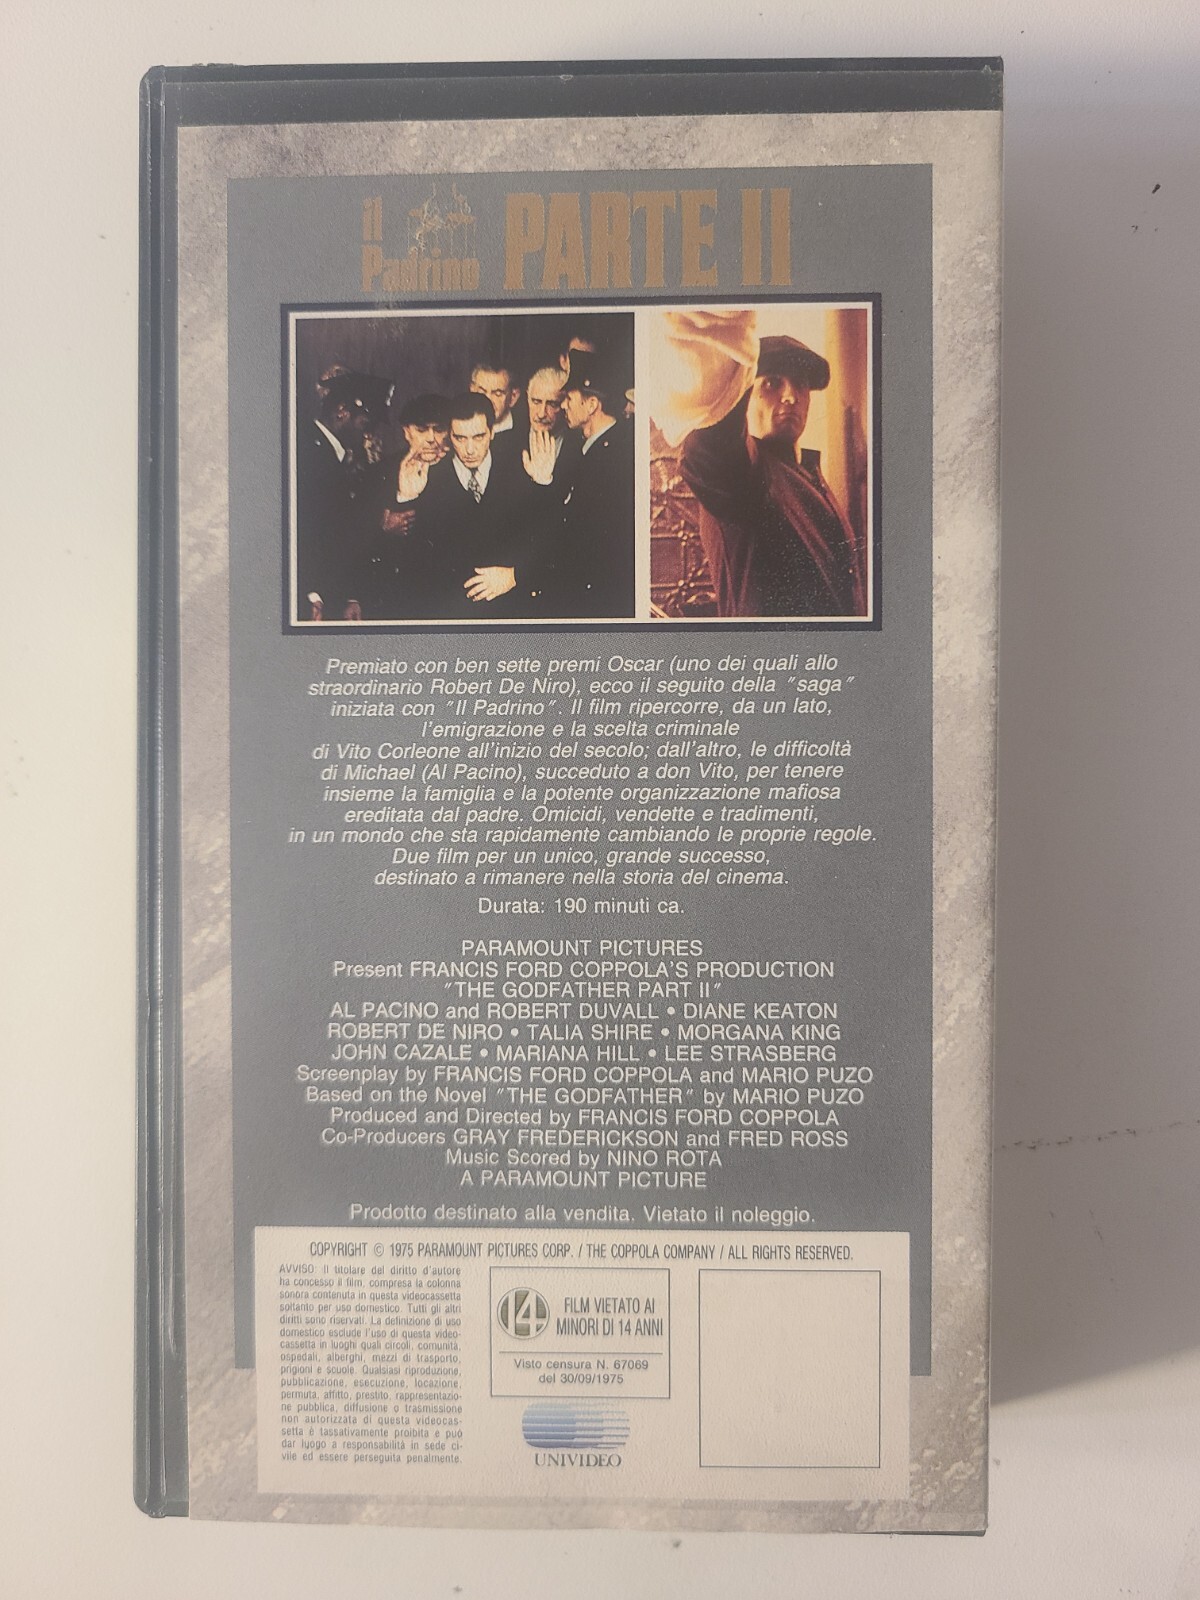 il Padrino PARTE II
Premiato con ben sette premi Oscar (uno dei quali allo
straordinario Robert De Niro), ecco il seguito della "saga"
iniziata con "Il Padrino". Il film ripercorre, da un lato,
l'emigrazione e la scelta criminale
di Vito Corleone all'inizio del secolo; dall'altro, le difficoltà
di Michael (Al Pacino), succeduto a don Vito, per tenere
insieme la famiglia e la potente organizzazione mafiosa
ereditata dal padre. Omicidi, vendette e tradimenti,
in un mondo che sta rapidamente cambiando le proprie regole.
Due film per un unico, grande successo,
destinato a rimanere nella storia del cinema.
Durata: 190 minuti ca.
PARAMOUNT PICTURES
Present FRANCIS FORD COPPOLA'S PRODUCTION
"THE GODFATHER PART II"
AL PACINO and ROBERT DUVALL • DIANE KEATON
ROBERT DE NIRO • TALIA SHIRE • MORGANA KING
JOHN CAZALE • MARIANA HILL • LEE STRASBERG
Screenplay by FRANCIS FORD COPPOLA and MARIO PUZO
Based on the Novel "THE GODFATHER" by MARIO PUZO
Produced and Directed by FRANCIS FORD COPPOLA
Co-Producers GRAY FREDERICKSON and FRED ROSS
Music Scored by NINO ROTA
A PARAMOUNT PICTURE
Prodotto destinato alla vendita. Vietato il noleggio.
COPYRIGHT © 1975 PARAMOUNT PICTURES CORP. / THE COPPOLA COMPANY / ALL RIGHTS RESERVED.
AVVISO: Il titolare del diritto d'autore
ha concesso il film, compresa la colonna
sonora contenuta in questa videocassetta
soltanto per uso domestico. Tutti gli altri
diritti sono riservati. La definizione di uso
domestico esclude l'uso di questa video-
cassetta in luoghi quali circoli, comunità,
ospedali, alberghi, mezzi di trasporto,
prigioni e scuole. Qualsiasi riproduzione,
pubblicazione, esecuzione, locazione,
permuta, affitto, prestito, rappresentazio-
ne pubblica, diffusione o trasmissione
non autorizzata di questa videocas-
setta è tassativamente proibita e può
dar luogo a responsabilità in sede ci-
vile ed essere perseguita penalmente.
14
FILM VIETATO AI
MINORI DI 14 ANNI
Visto censura N. 67069
del 30/09/1975
UNIVIDEO